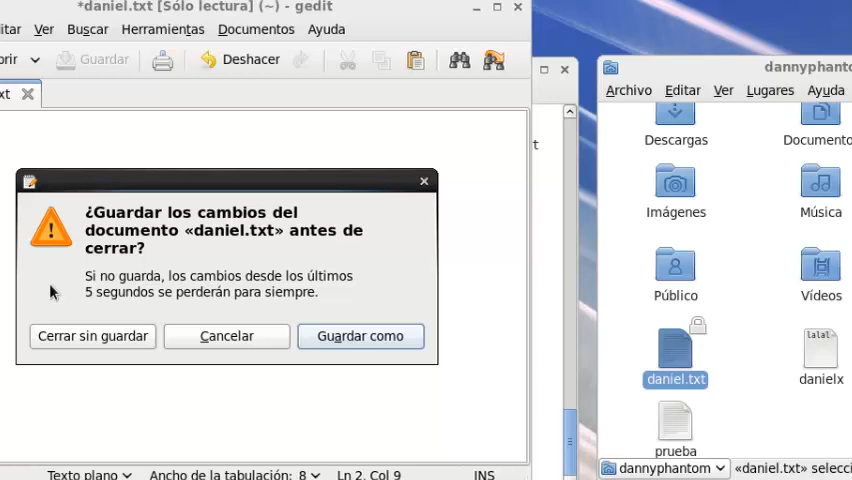 *daniel.txt [Sólo lectura] (~) - gedit
itar Ver Buscar Herramientas Documentos Ayuda
brir Guardar Deshacer
xt
¿Guardar los cambios del
documento «daniel.txt» antes de
cerrar?
Si no guarda, los cambios desde los últimos
5 segundos se perderán para siempre.
Cerrar sin guardar Cancelar Guardar como
Texto plano Ancho de la tabulación: 8 Ln 2, Col 9 INS
t
dannyphantom
Archivo Editar Ver Lugares Ayuda
Descargas Documento
Imágenes Música
Público Vídeos
lalal
daniel.txt danielx
prueba
dannyphantom «daniel.txt» selecci